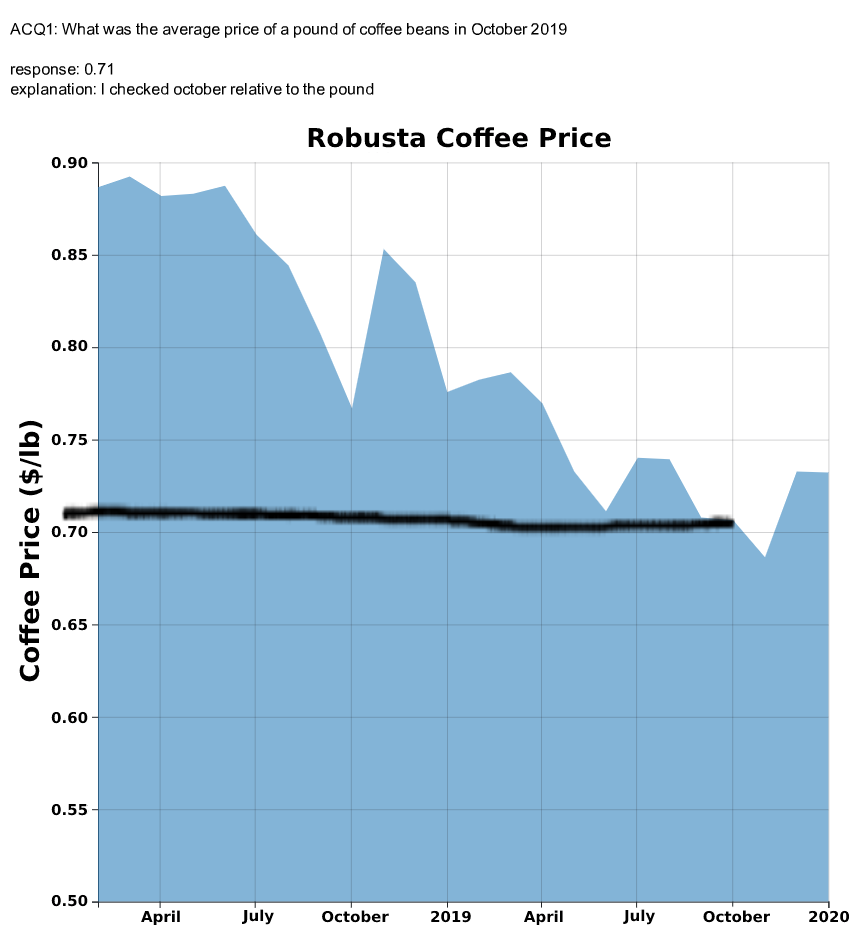 ACQ1: What was the average price of a pound of coffee beans in October 2019
response: 0.71
explanation: I checked october relative to the pound
Robusta Coffee Price
Coffee Price ($/lb)
0.90
0.85
0.80
0.75
0.70
0.65
0.60
0.55
0.50
April July October 2019 April July October 2020